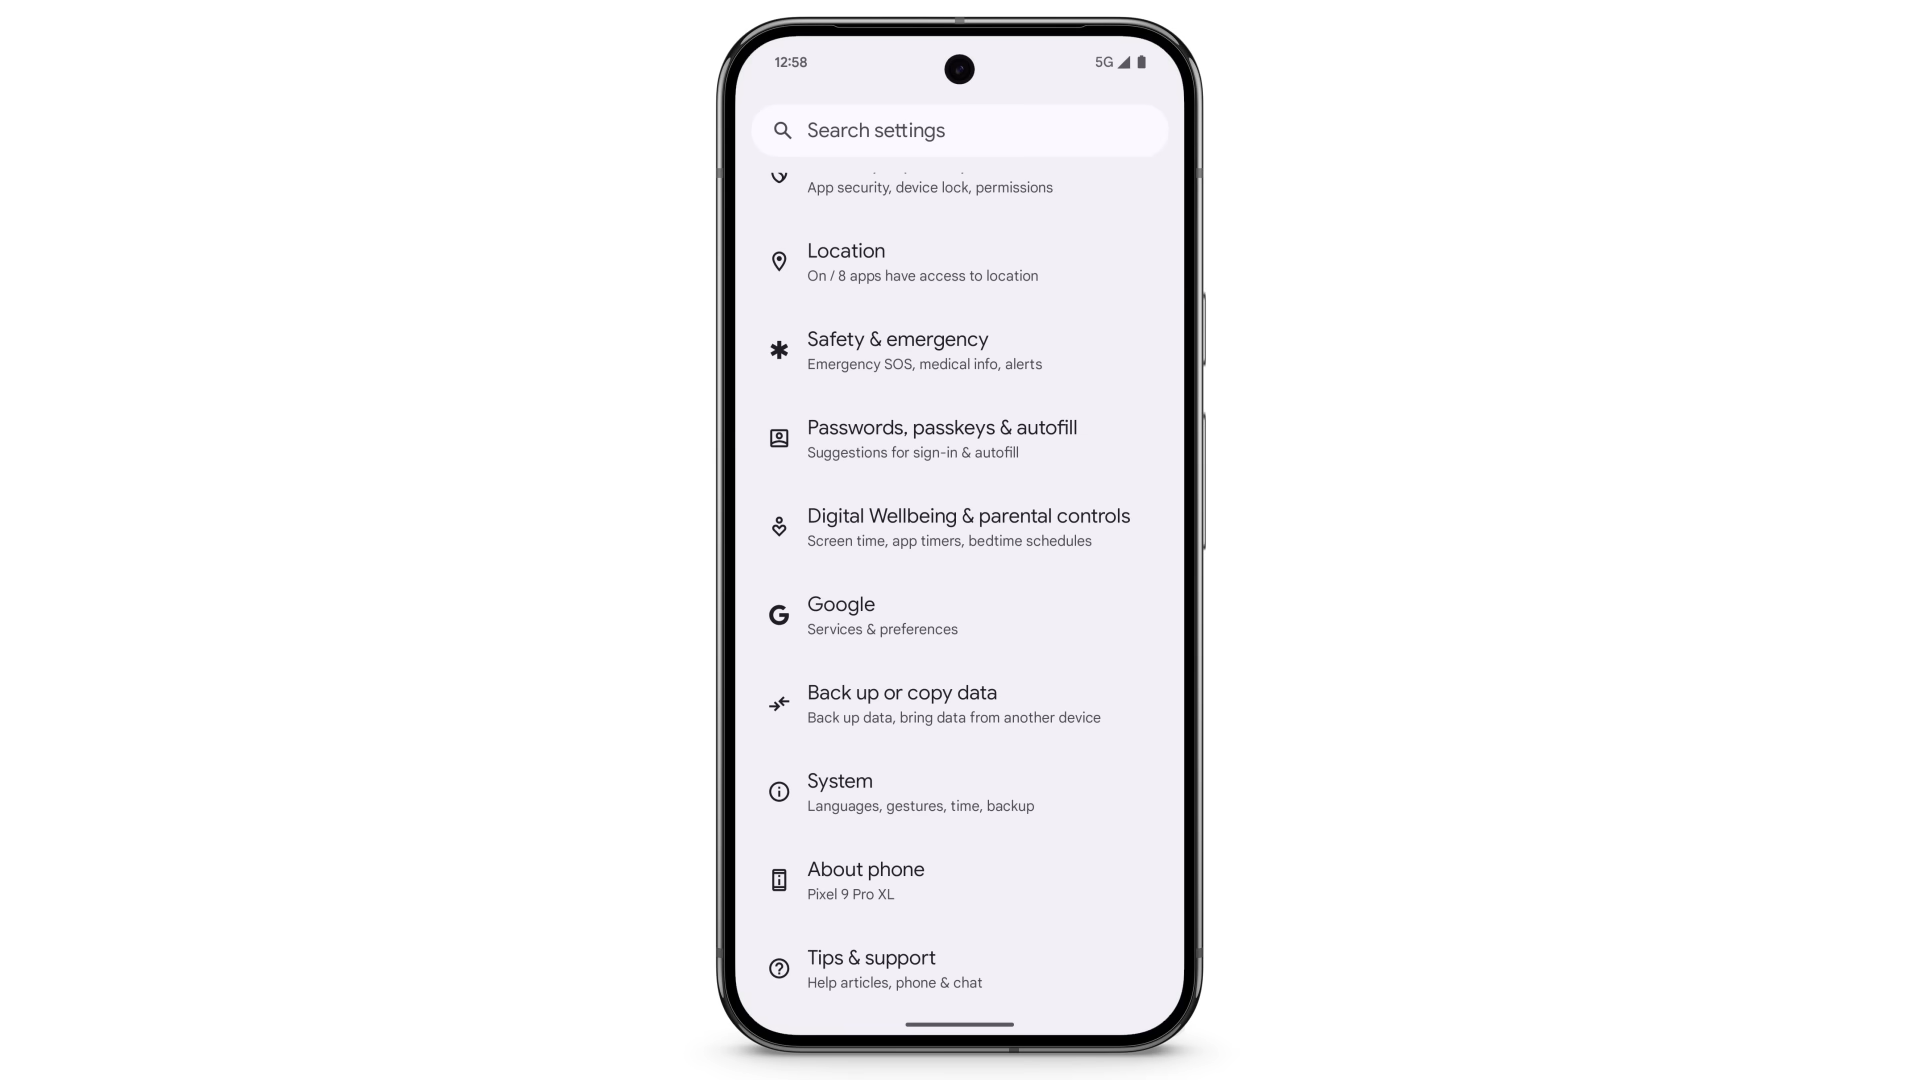 12:58
5G
Search settings
App security, device lock, permissions
Location
On / 8 apps have access to location
Safety & emergency
Emergency SOS, medical info, alerts
Passwords, passkeys & autofill
Suggestions for sign-in & autofill
Digital Wellbeing & parental controls
Screen time, app timers, bedtime schedules
Google
Services & preferences
Back up or copy data
Back up data, bring data from another device
System
Languages, gestures, time, backup
About phone
Pixel 9 Pro XL
Tips & support
Help articles, phone & chat